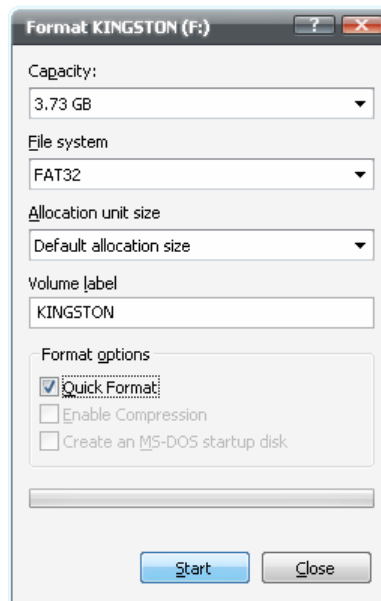 Format KINGSTON (F:)
Capacity:
3.73 GB
File system
FAT32
Allocation unit size
Default allocation size
Volume label
KINGSTON
Format options
Quick Format
Enable Compression
Create an MS-DOS startup disk
Start
Close